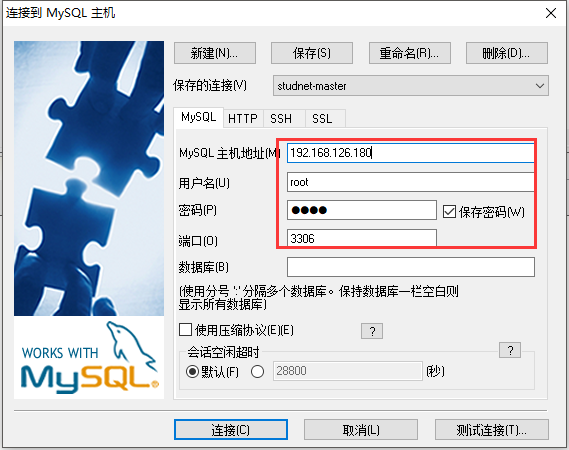 连接到 MySQL 主机
新建(N)...
保存(S)
重命名(R)...
删除(D)...
保存的连接(V)
studnet-master
MySQL
HTTP
SSH
SSL
MySQL 主机地址(M)
192.168.126.180
用户名(U)
root
密码(P)
●●●●
保存密码(W)
端口(O)
3306
数据库(B)
(使用分号 ';' 分隔多个数据库。保持数据库一栏空白则
显示所有数据库)
使用压缩协议(E)(E)
?
会话空闲超时
?
默认(F)
28800
(秒)
WORKS WITH
MySQL®
连接(C)
取消(L)
测试连接(T)...